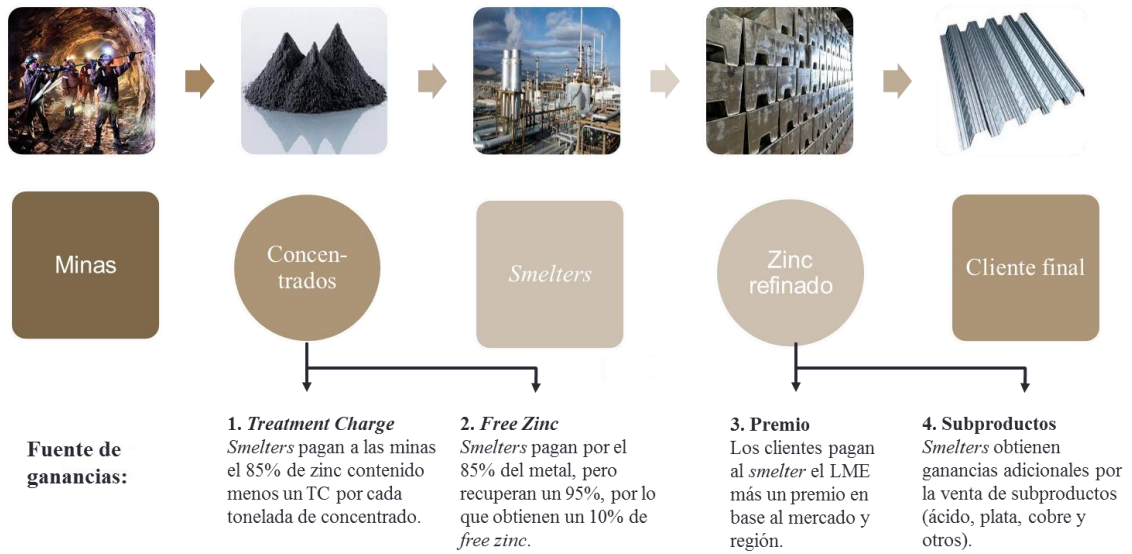 Minas
Concen-
trados
Smelters
Zinc
refinado
Cliente final
Fuente de
ganancias:
1. Treatment Charge
Smelters pagan a las minas
el 85% de zinc contenido
menos un TC por cada
tonelada de concentrado.
2. Free Zinc
Smelters pagan por el
85% del metal, pero
recuperan un 95%, por lo
que obtienen un 10% de
free zinc.
3. Premio
Los clientes pagan
al smelter el LME
más un premio en
base al mercado y
región.
4. Subproductos
Smelters obtienen
ganancias adicionales por
la venta de subproductos
(ácido, plata, cobre y
otros).